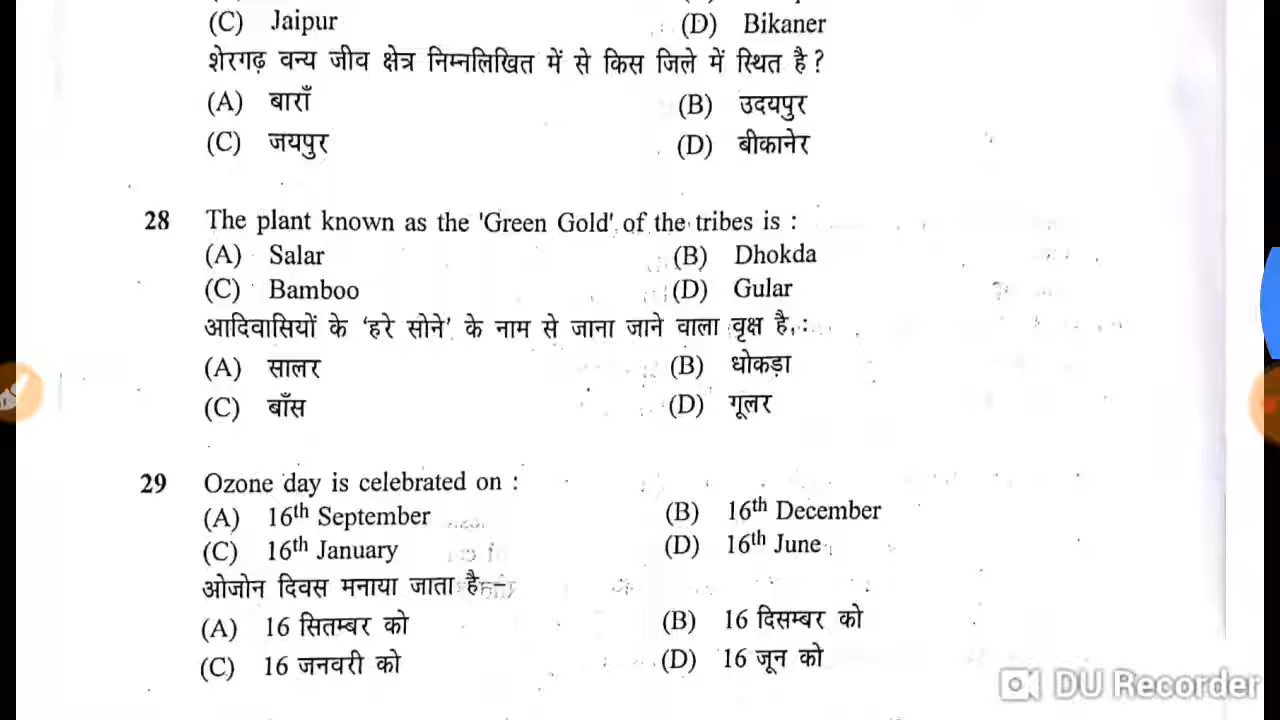 (C) Jaipur (D) Bikaner
शेरगढ़ वन्य जीव क्षेत्र निम्नलिखित में से किस जिले में स्थित है ?
(A) बाराँ (B) उदयपुर
(C) जयपुर (D) बीकानेर
28 The plant known as the 'Green Gold' of the tribes is :
(A) Salar (B) Dhokda
(C) Bamboo (D) Gular
आदिवासियों के ‘हरे सोने’ के नाम से जाना जाने वाला वृक्ष है, :
(A) सालर (B) धोकड़ा
(C) बाँस (D) गूलर
29 Ozone day is celebrated on :
(A) 16th September (B) 16th December
(C) 16th January (D) 16th June
ओजोन दिवस मनाया जाता है –
(A) 16 सितम्बर को (B) 16 दिसम्बर को
(C) 16 जनवरी को (D) 16 जून को
DU Recorder